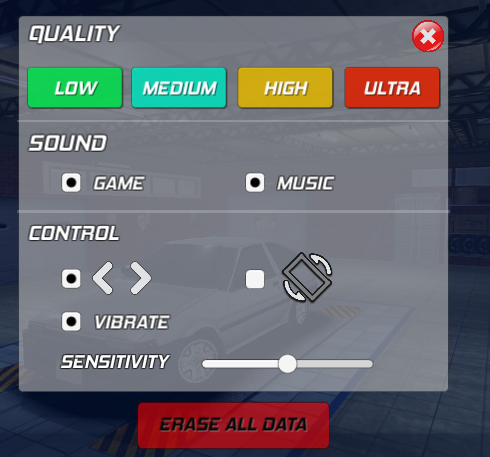 QUALITY
LOW MEDIUM HIGH ULTRA
SOUND
GAME MUSIC
CONTROL
VIBRATE
SENSITIVITY
ERASE ALL DATA